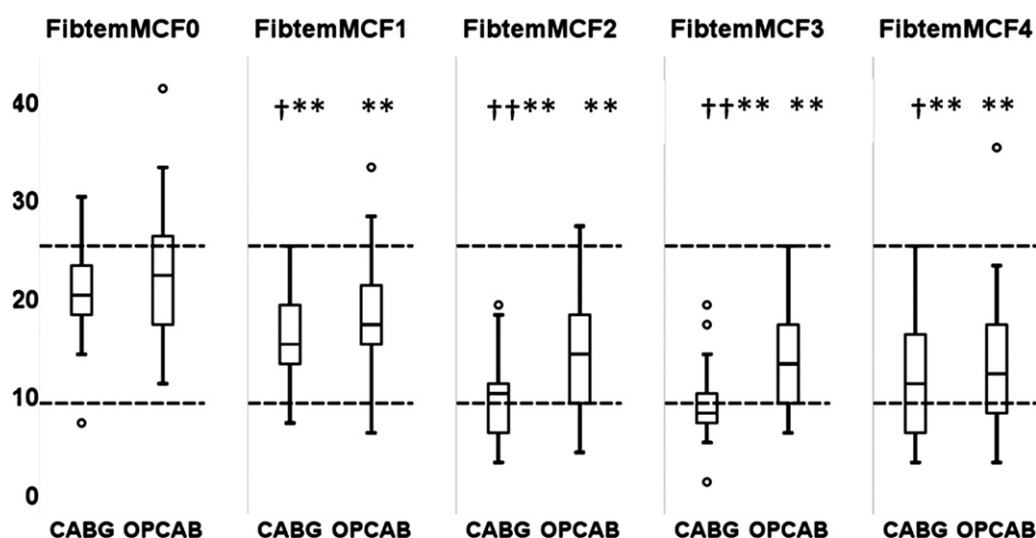 FibtemMCF0 FibtemMCF1 FibtemMCF2 FibtemMCF3 FibtemMCF4
40 †** ** ††** ** ††** ** †** **
30
20
10
0
CABG OPCAB CABG OPCAB CABG OPCAB CABG OPCAB CABG OPCAB